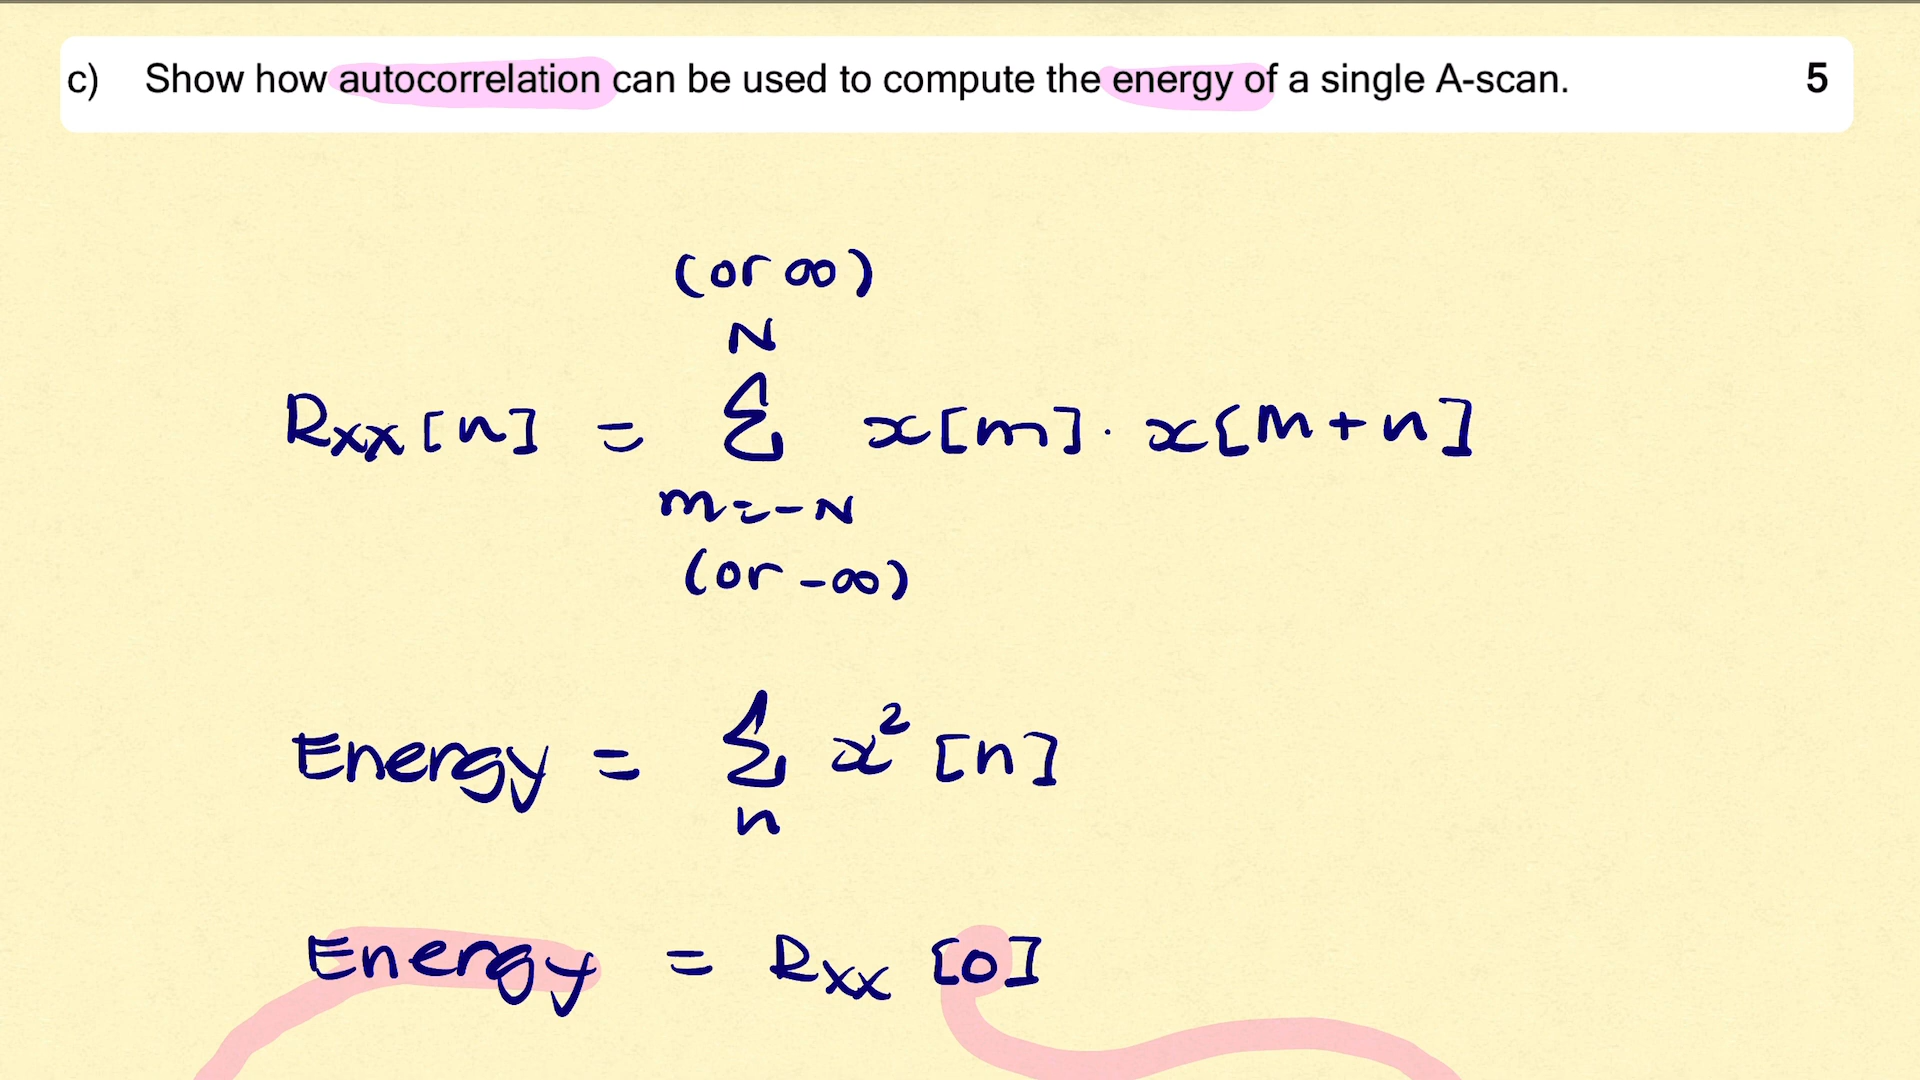 c) Show how autocorrelation can be used to compute the energy of a single A-scan. 5
(or ∞)
N
Rxx[n] = Σ x[m] · x[m+n]
m=-N
(or -∞)
Energy = Σ x² [n]
n
Energy = Rxx [0]